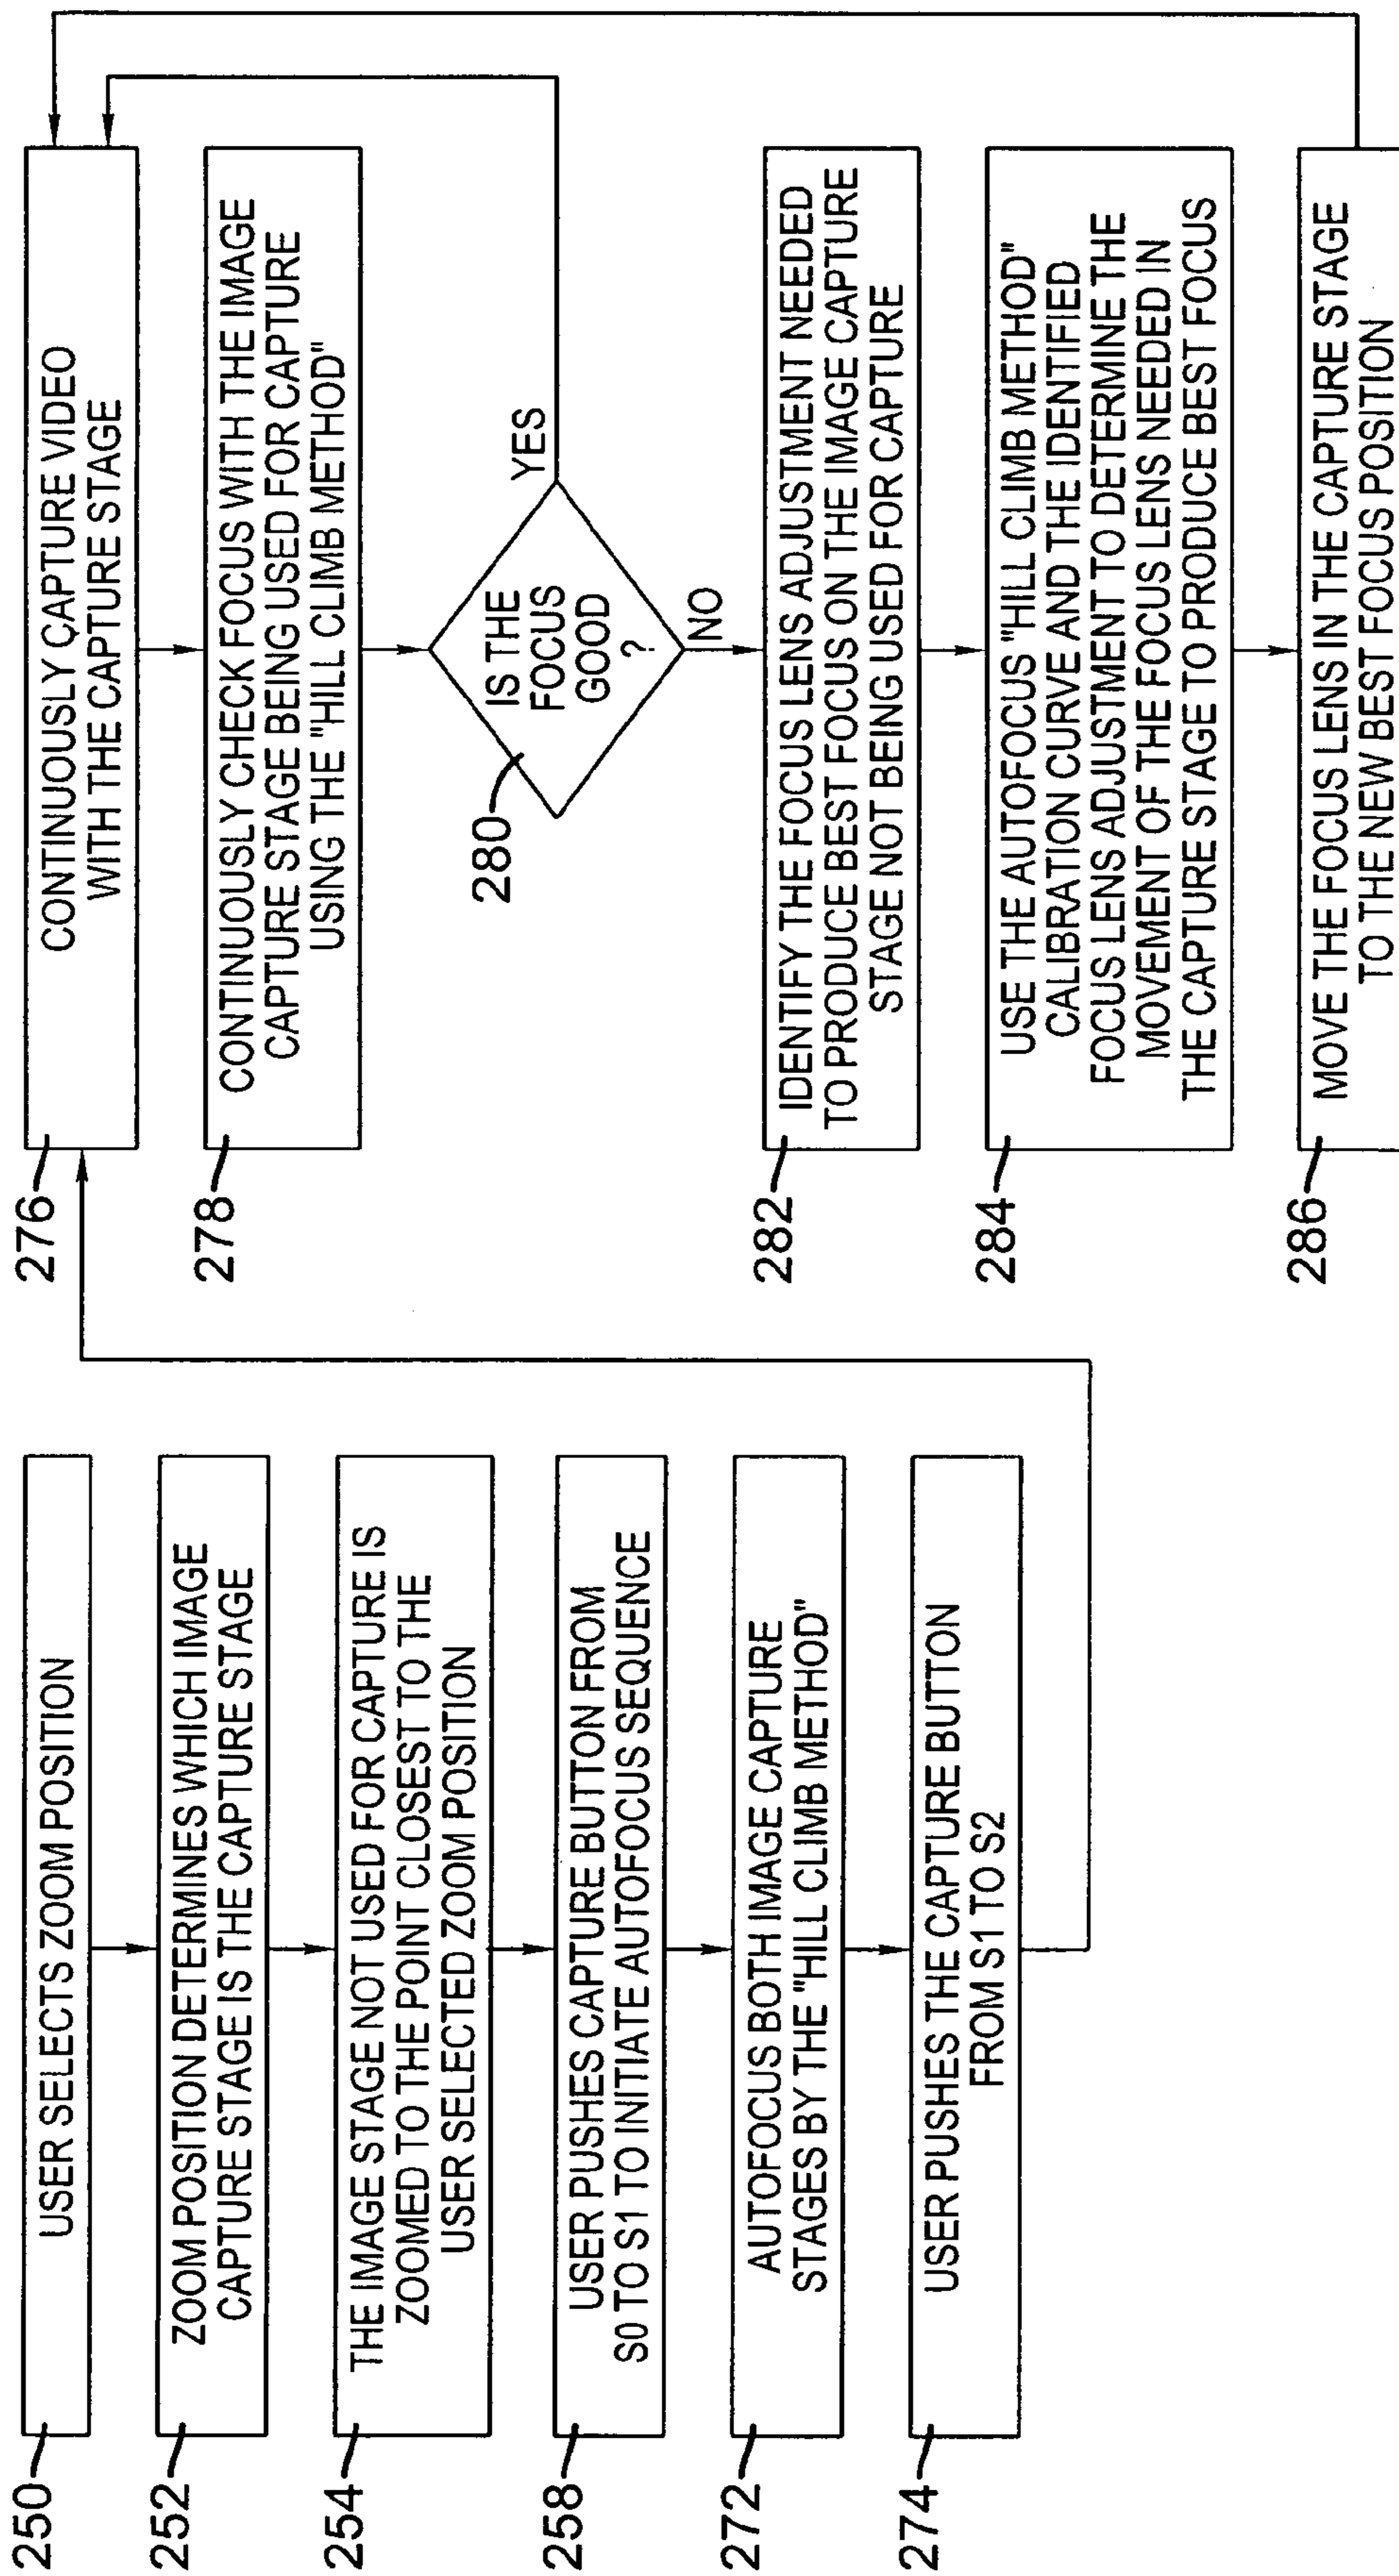 250
USER SELECTS ZOOM POSITION
252
ZOOM POSITION DETERMINES WHICH IMAGE
CAPTURE STAGE IS THE CAPTURE STAGE
254
THE IMAGE STAGE NOT USED FOR CAPTURE IS
ZOOMED TO THE POINT CLOSEST TO THE
USER SELECTED ZOOM POSITION
258
USER PUSHES CAPTURE BUTTON FROM
S0 TO S1 TO INITIATE AUTOFOCUS SEQUENCE
272
AUTOFOCUS BOTH IMAGE CAPTURE
STAGES BY THE "HILL CLIMB METHOD"
274
USER PUSHES THE CAPTURE BUTTON
FROM S1 TO S2
276
CONTINUOUSLY CAPTURE VIDEO
WITH THE CAPTURE STAGE
278
CONTINUOUSLY CHECK FOCUS WITH THE IMAGE
CAPTURE STAGE BEING USED FOR CAPTURE
USING THE "HILL CLIMB METHOD"
280
IS THE
FOCUS
GOOD
?
YES
NO
282
IDENTIFY THE FOCUS LENS ADJUSTMENT NEEDED
TO PRODUCE BEST FOCUS ON THE IMAGE CAPTURE
STAGE NOT BEING USED FOR CAPTURE
284
USE THE AUTOFOCUS "HILL CLIMB METHOD"
CALIBRATION CURVE AND THE IDENTIFIED
FOCUS LENS ADJUSTMENT TO DETERMINE THE
MOVEMENT OF THE FOCUS LENS NEEDED IN
THE CAPTURE STAGE TO PRODUCE BEST FOCUS
286
MOVE THE FOCUS LENS IN THE CAPTURE STAGE
TO THE NEW BEST FOCUS POSITION